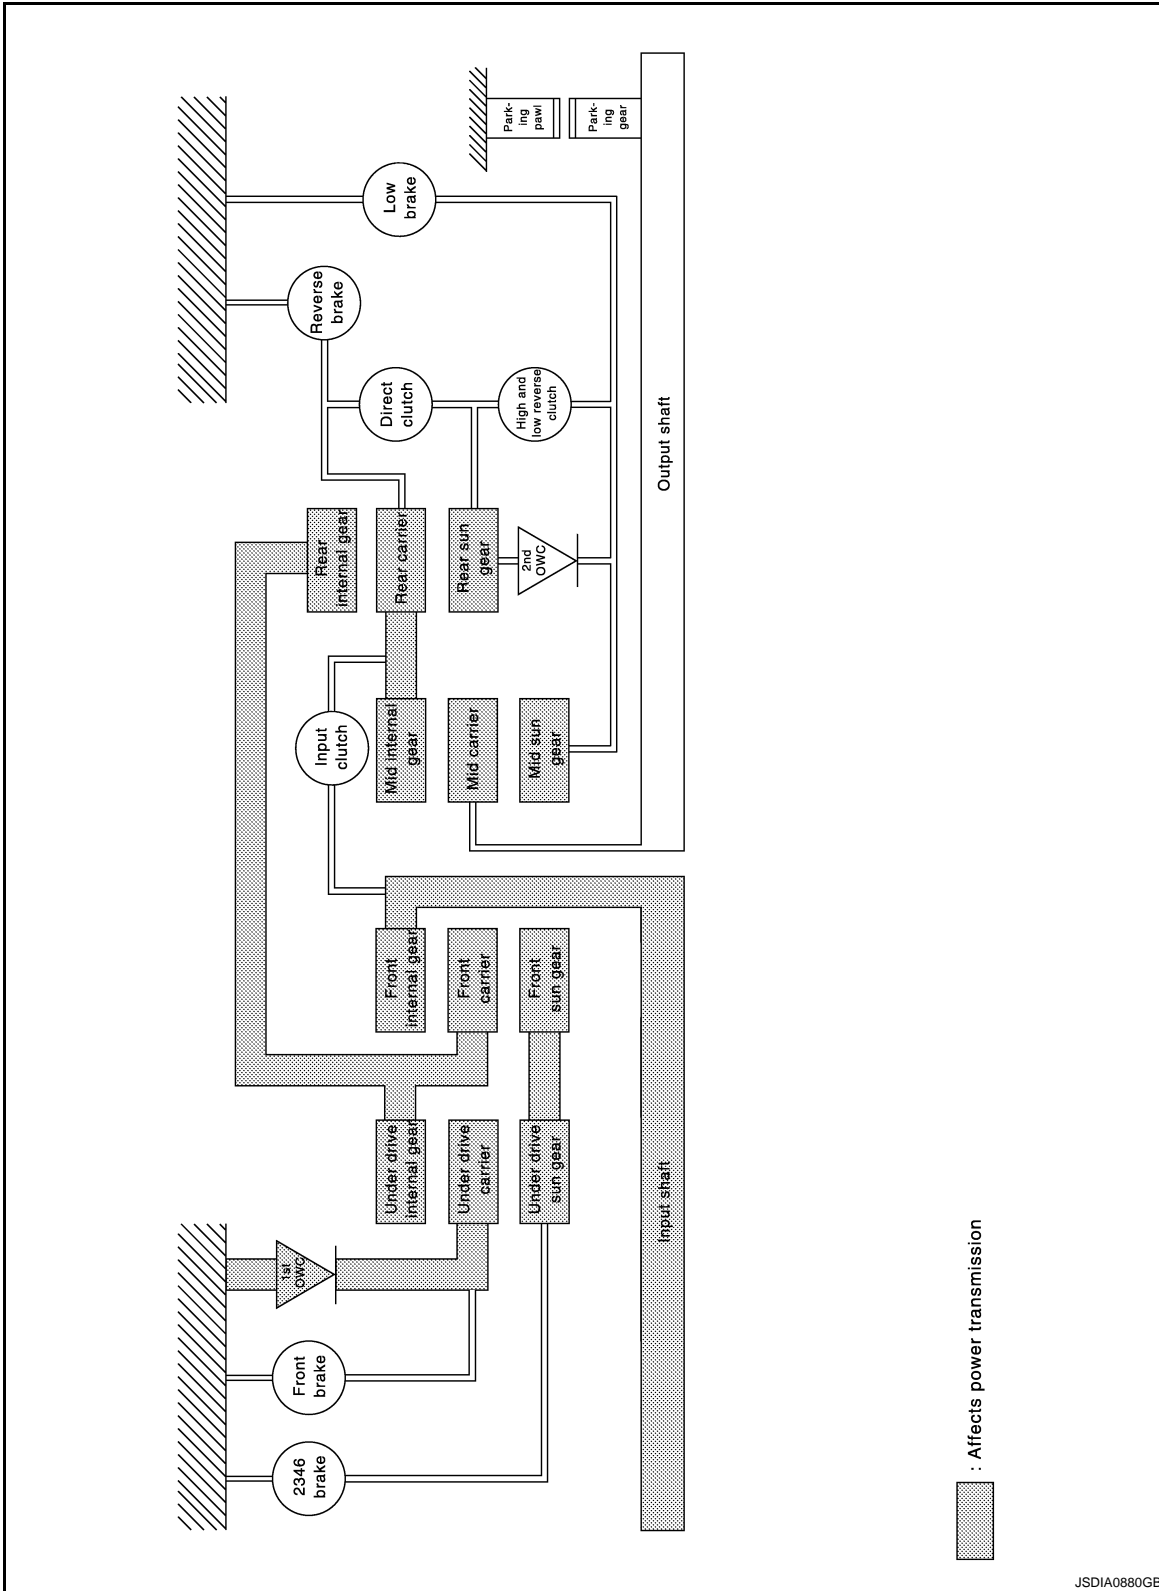 Park-
ing
pawl
Park-
ing
gear
Low
brake
Reverse
brake
Direct
clutch
High and
low reverse
clutch
Output shaft
Rear
internal gear
Rear carrier
Rear sun
gear
2nd
OWC
Input
clutch
Mid internal
gear
Mid carrier
Mid sun
gear
Front
internal gear
Front
carrier
Front
sun gear
Under drive
internal gear
Under drive
carrier
Under drive
sun gear
Input shaft
1st
OWC
Front
brake
2346
brake
: Affects power transmission
JSDIA0880GB